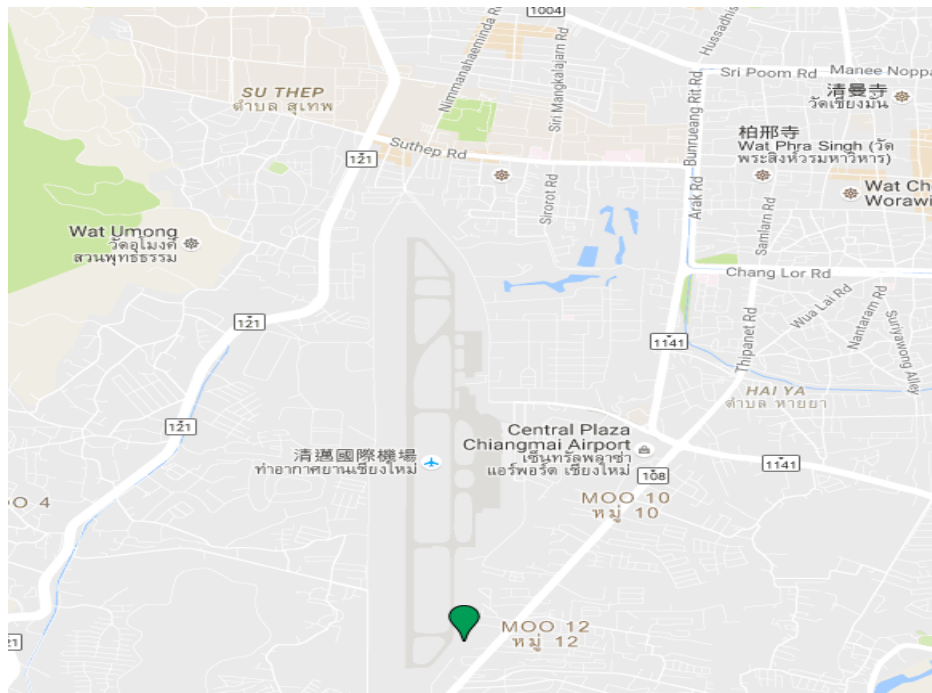 1004
Nimmanahaeminda Rd
Siri Mangkalajarn Rd
Bunrueang Rit Rd
Sri Poom Rd
Manee Noppa
清曼寺
วัดเชียงมั่น
SU THEP
ตำบล สุเทพ
柏邢寺
Wat Phra Singh (วัด
พระสิงห์วรมหาวิหาร)
Suthep Rd
121
Sirorot Rd
Arak Rd
Samlarn Rd
Worawi
Wat Umong
วัดอุโมงค์
สวนพุทธธรรม
Chang Lor Rd
121
1141
Thipanet Rd
Wua Lai Rd
Nantaram Rd
Suriyawong Alley
HAI YA
ตำบล หายยา
121
Central Plaza
Chiangmai Airport
เซ็นทรัลพลาซ่า
แอร์พอร์ต เชียงใหม่
清邁國際機場
ท่าอากาศยานเชียงใหม่
1141
108
MOO 10
หมู่ 10
O 4
MOO 12
หมู่ 12